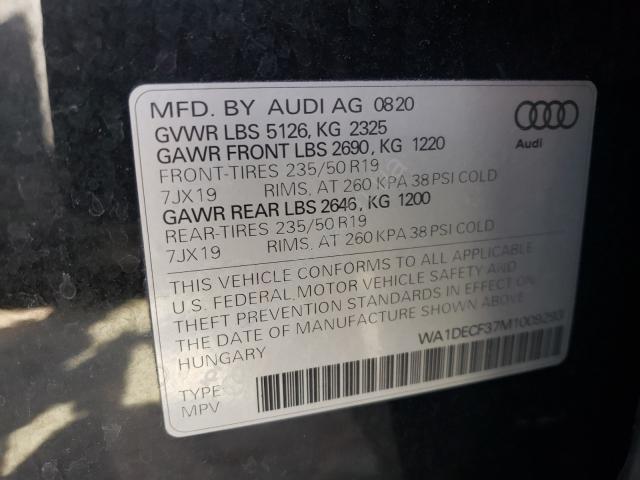 MFD. BY AUDI AG 0820
GVWR LBS 5126, KG 2325
GAWR FRONT LBS 2690, KG 1220
FRONT-TIRES 235/50 R19
7JX19 RIMS, AT 260 KPA 38 PSI COLD
GAWR REAR LBS 2646, KG 1200
REAR-TIRES 235/50 R19
7JX19 RIMS, AT 260 KPA 38 PSI COLD
Audi
THIS VEHICLE CONFORMS TO ALL APPLICABLE
U.S. FEDERAL MOTOR VEHICLE SAFETY AND
THEFT PREVENTION STANDARDS IN EFFECT ON
THE DATE OF MANUFACTURE SHOWN ABOVE
HUNGARY
WA1DECF37M1009293
TYPE:
MPV